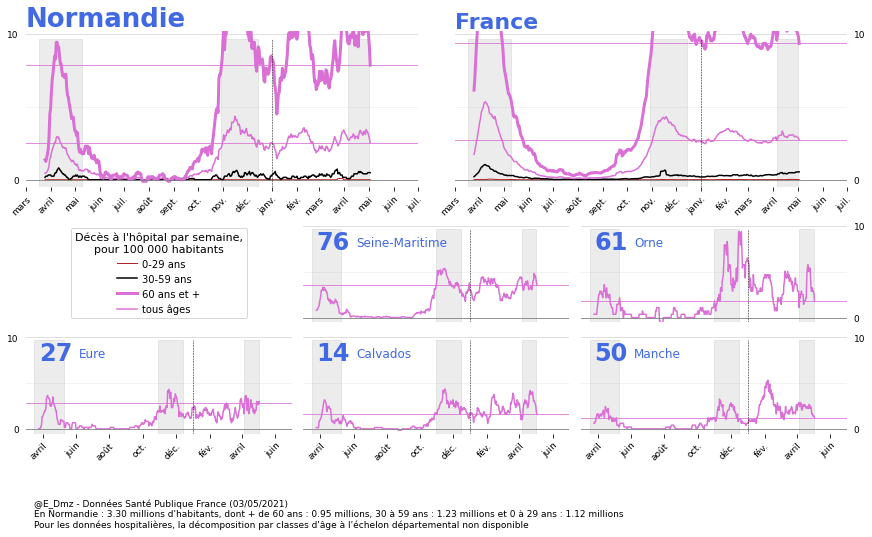 Normandie
France
10
10
0
0
mars avril mai juin juil. août sept. oct. nov. déc. janv. fév. mars avril mai juin juil.
mars avril mai juin juil. août sept. oct. nov. déc. janv. fév. mars avril mai juin juil.
Décès à l'hôpital par semaine,
pour 100 000 habitants
0-29 ans
30-59 ans
60 ans et +
tous âges
76 Seine-Maritime
61 Orne
10
0
10
27 Eure
14 Calvados
50 Manche
10
0
0
avril juin août oct. déc. fév. avril juin
avril juin août oct. déc. fév. avril juin
avril juin août oct. déc. fév. avril juin
@E_Dmz - Données Santé Publique France (03/05/2021)
En Normandie : 3.30 millions d'habitants, dont + de 60 ans : 0.95 millions, 30 à 59 ans : 1.23 millions et 0 à 29 ans : 1.12 millions
Pour les données hospitalières, la décomposition par classes d'âge à l'échelon départemental non disponible